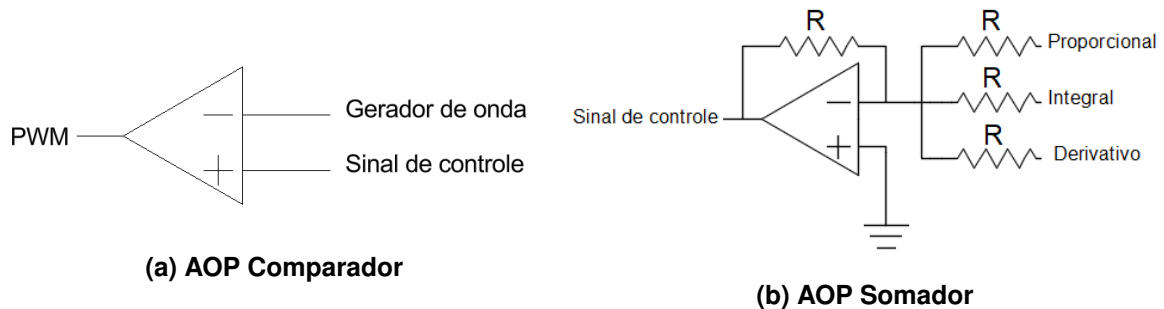 Gerador de onda
PWM
Sinal de controle
(a) AOP Comparador
R
R
Proporcional
R
Integral
Sinal de controle
R
Derivativo
(b) AOP Somador